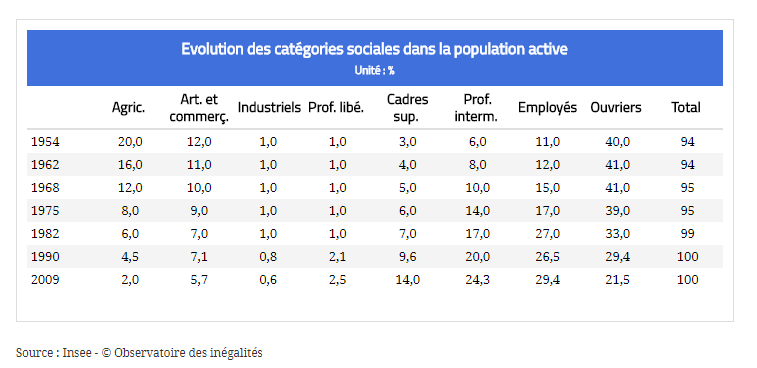 Evolution des catégories sociales dans la population active
Unité : %
Agric. Art. et commerç. Industriels Prof. libé. Cadres sup. Prof. interm. Employés Ouvriers Total
1954 20,0 12,0 1,0 1,0 3,0 6,0 11,0 40,0 94
1962 16,0 11,0 1,0 1,0 4,0 8,0 12,0 41,0 94
1968 12,0 10,0 1,0 1,0 5,0 10,0 15,0 41,0 95
1975 8,0 9,0 1,0 1,0 6,0 14,0 17,0 39,0 95
1982 6,0 7,0 1,0 1,0 7,0 17,0 27,0 33,0 99
1990 4,5 7,1 0,8 2,1 9,6 20,0 26,5 29,4 100
2009 2,0 5,7 0,6 2,5 14,0 24,3 29,4 21,5 100
Source : Insee - © Observatoire des inégalités